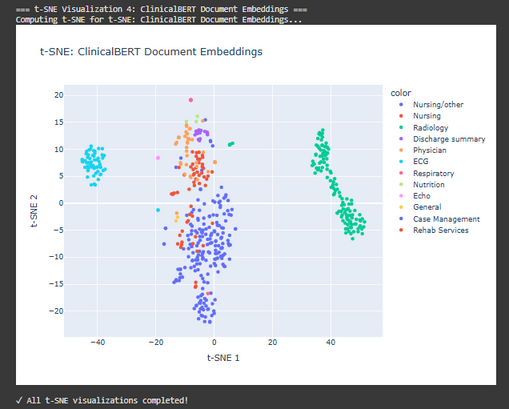 === t-SNE Visualization 4: ClinicalBERT Document Embeddings ===
Computing t-SNE for t-SNE: ClinicalBERT Document Embeddings...
t-SNE: ClinicalBERT Document Embeddings
color
Nursing/other
Nursing
Radiology
Discharge summary
Physician
ECG
Respiratory
Nutrition
Echo
General
Case Management
Rehab Services
20
15
10
5
0
−5
−10
−15
−20
t-SNE 2
−40
−20
0
20
40
t-SNE 1
✓ All t-SNE visualizations completed!